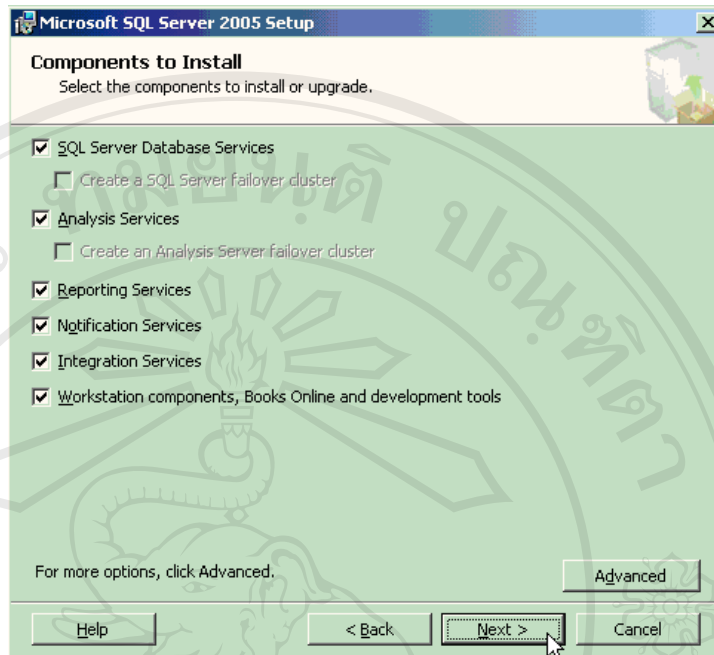 Microsoft SQL Server 2005 Setup
Components to Install
Select the components to install or upgrade.
SQL Server Database Services
Create a SQL Server failover cluster
Analysis Services
Create an Analysis Server failover cluster
Reporting Services
Notification Services
Integration Services
Workstation components, Books Online and development tools
For more options, click Advanced.
Advanced
Help
< Back
Next >
Cancel